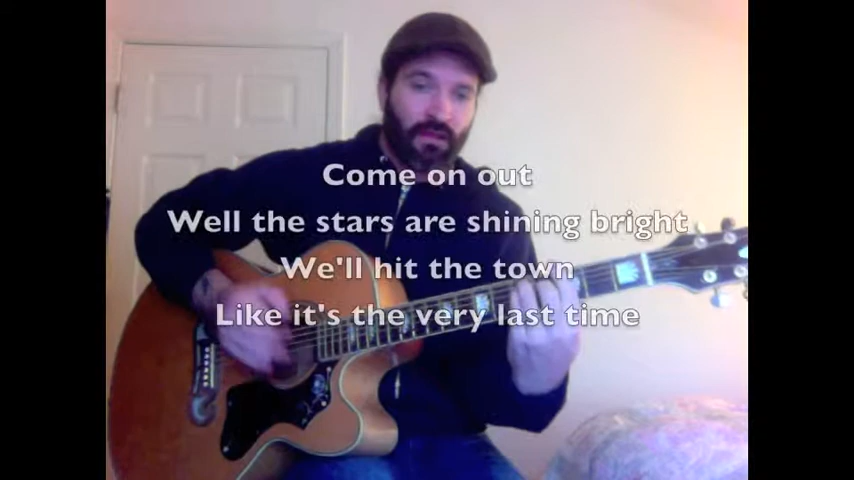 Come on out
Well the stars are shining bright
We'll hit the town
Like it's the very last time